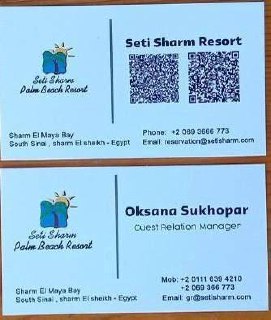 Seti Sharm Resort
Seti Sharm
Palm Beach Resort
Sharm El Maya Bay
South Sinai , sharm El sheikh - Egypt
Phone: +2 069 3666 773
Email: reservation@setisharm.com
Seti Sharm
Palm Beach Resort
Oksana Sukhopar
Guest Relation Manager
Sharm El Maya Bay
South Sinai , sharm El sheikh - Egypt
Mob: +2 0111 639 4210
+2 069 366 773
Email: gr@setisharm.com